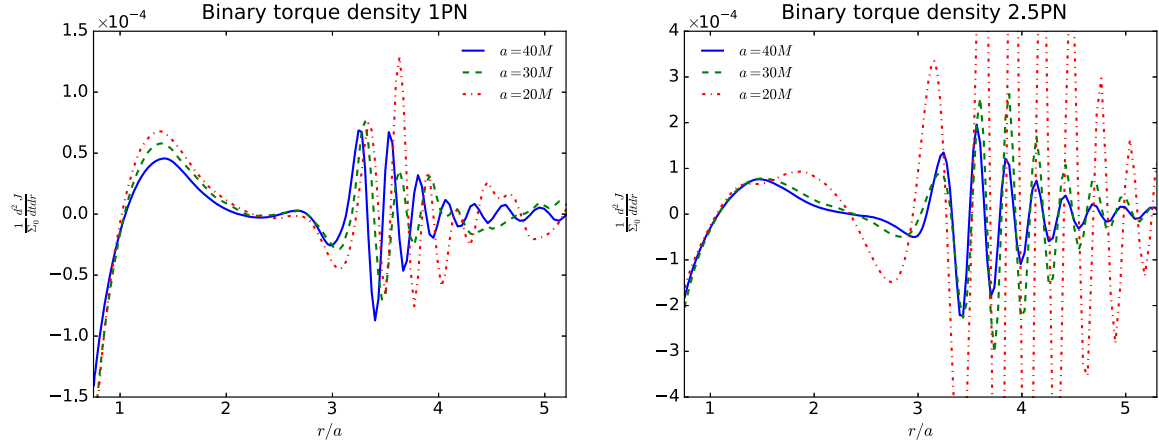 Binary torque density 1PN
×10⁻⁴
1.5
1.0
0.5
0.0
−0.5
−1.0
−1.5
1 2 3 4 5
r/a
1/Σ₀ d² J/dtdr
a=40M
a=30M
a=20M
Binary torque density 2.5PN
×10⁻⁴
4
3
2
1
0
−1
−2
−3
−4
1 2 3 4 5
r/a
1/Σ₀ d² J/dtdr
a=40M
a=30M
a=20M